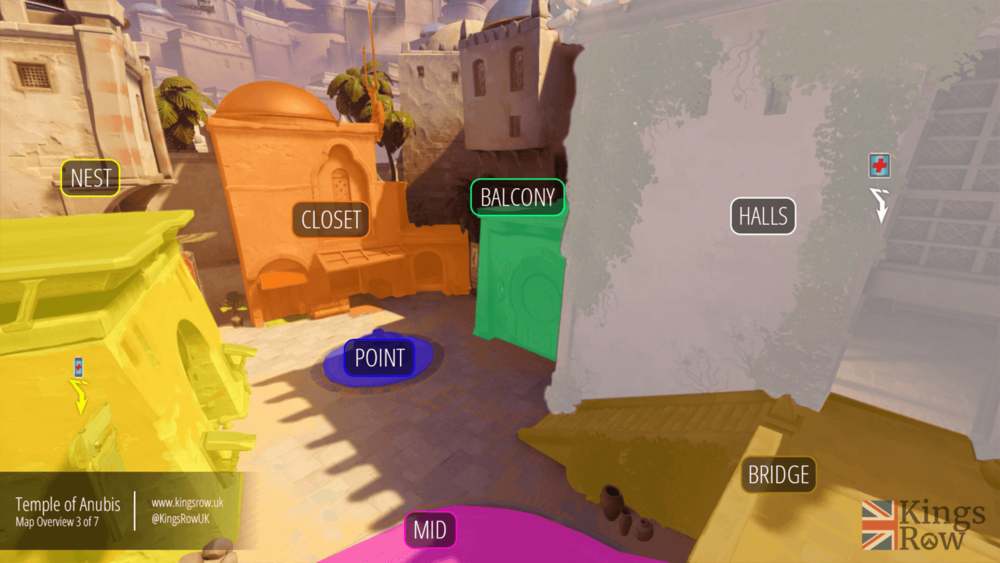 NEST
CLOSET
BALCONY
HALLS
POINT
BRIDGE
MID
Temple of Anubis
Map Overview 3 of 7
www.kingsrow.uk
@KingsRowUK
Kings
Row